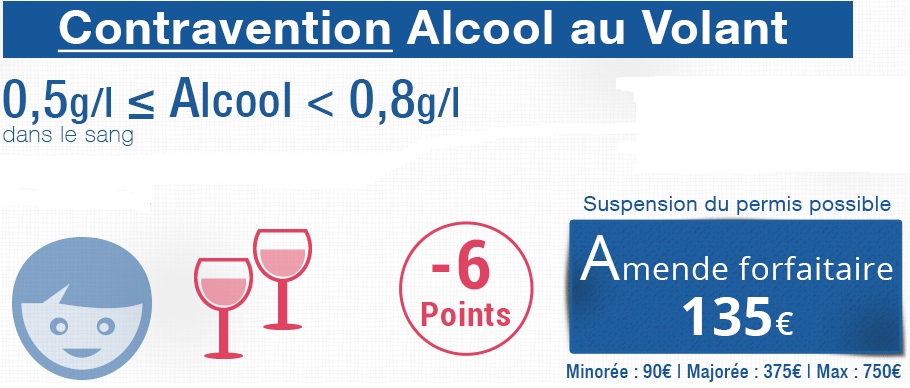 Contravention Alcool au Volant
0,5g/l ≤ Alcool < 0,8g/l
dans le sang
Suspension du permis possible
-6
Points
Amende forfaitaire
135€
Minorée : 90€ I Majorée : 375€ I Max : 750€